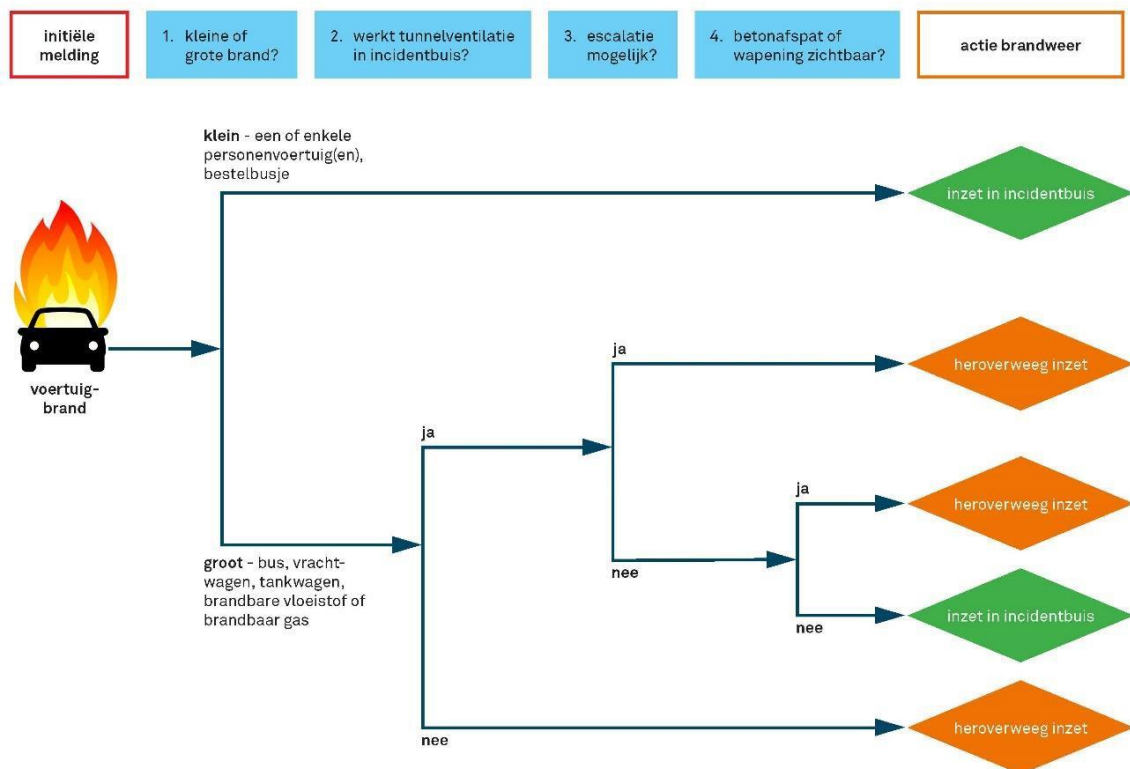 initiële
melding
1. kleine of
grote brand?
2. werkt tunnelventilatie
in incidentbuis?
3. escalatie
mogelijk?
4. betonafspat of
wapening zichtbaar?
actie brandweer
klein - een of enkele
personenvoertuig(en),
bestelbusje
inzet in incidentbuis
voertuig-
brand
ja
heroverweeg inzet
ja
ja
heroverweeg inzet
groot - bus, vracht-
wagen, tankwagen,
brandbare vloeistof of
brandbaar gas
nee
nee
inzet in incidentbuis
nee
heroverweeg inzet